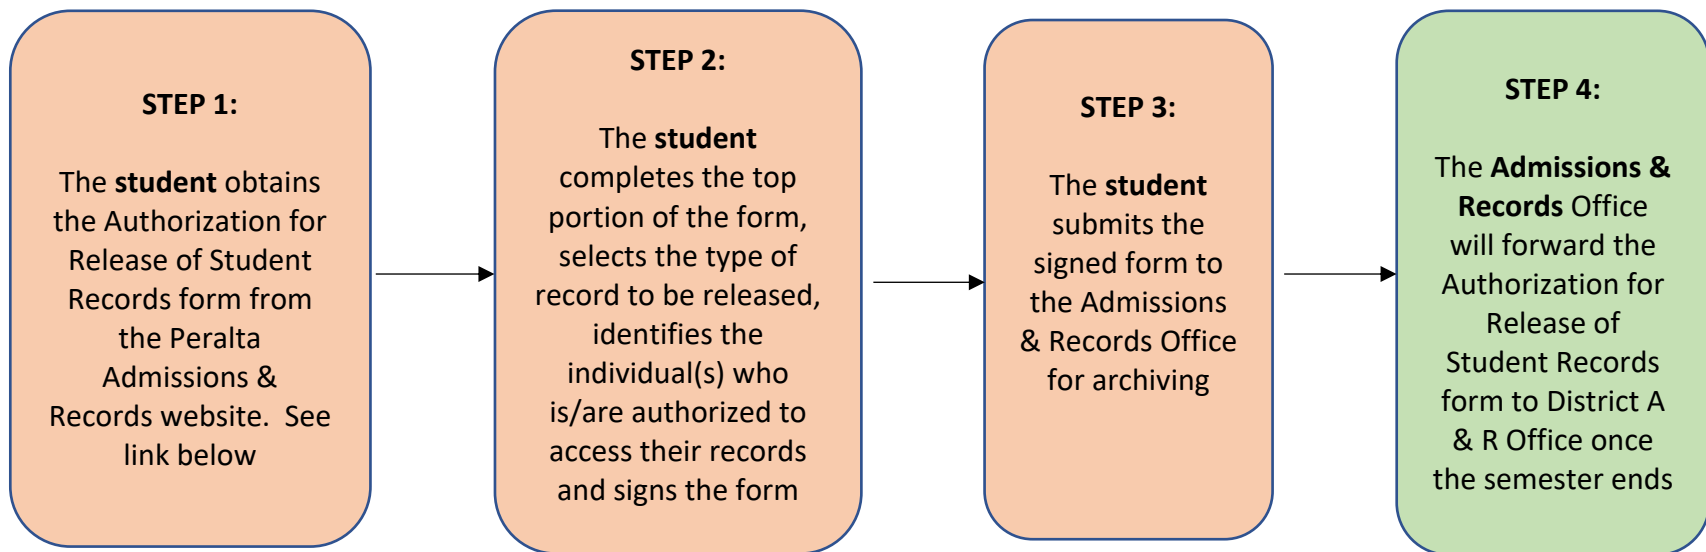 STEP 1:
The student obtains
the Authorization for
Release of Student
Records form from
the Peralta
Admissions &
Records website.  See
link below
STEP 2:
The student
completes the top
portion of the form,
selects the type of
record to be released,
identifies the
individual(s) who
is/are authorized to
access their records
and signs the form
STEP 3:
The student
submits the
signed form to
the Admissions
& Records Office
for archiving
STEP 4:
The Admissions &
Records Office
will forward the
Authorization for
Release of
Student Records
form to District A
& R Office once
the semester ends